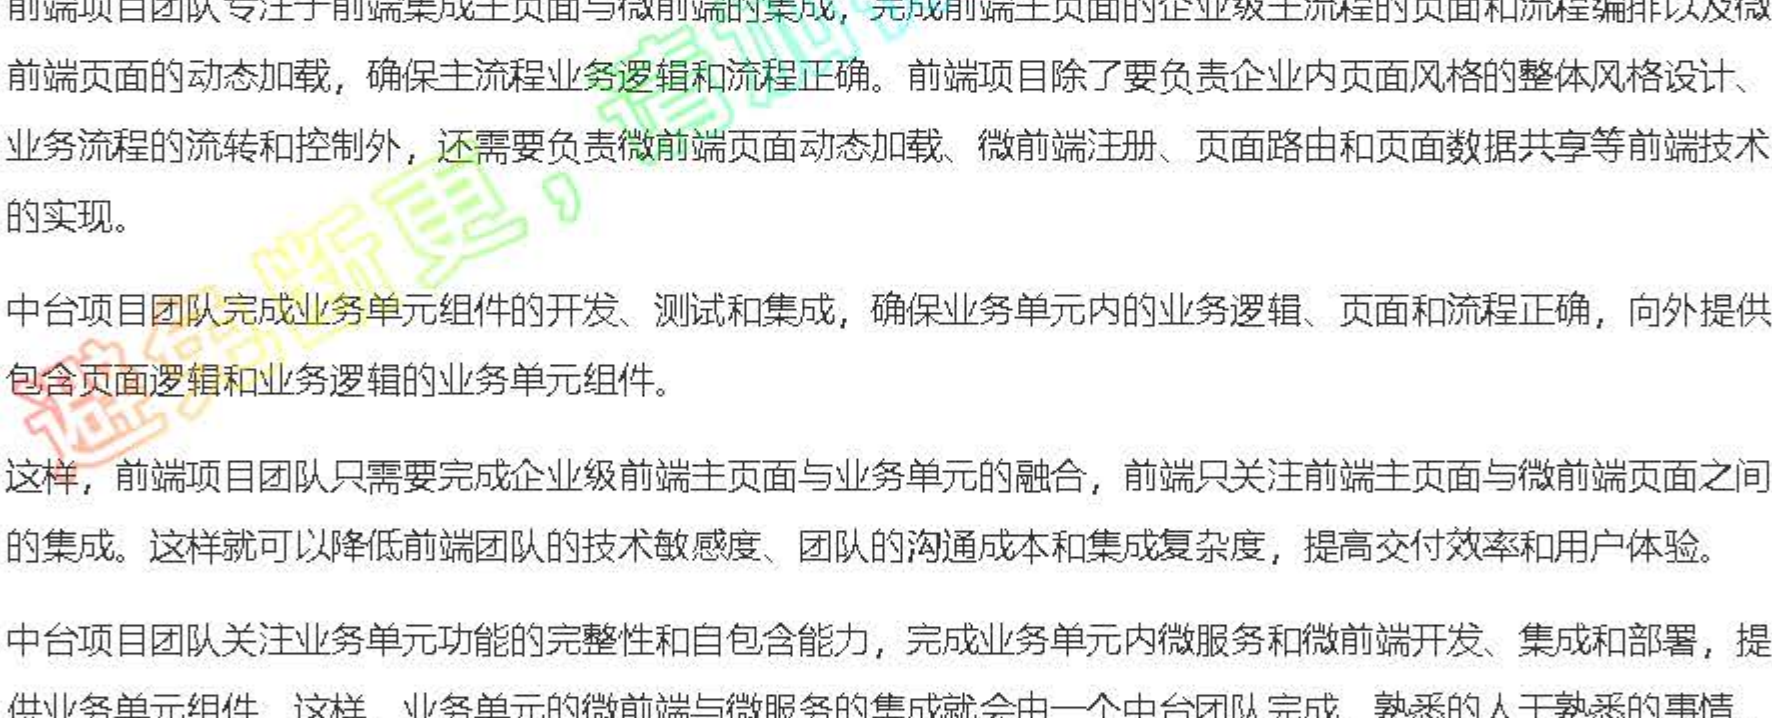 前端项目团队专注于前端集成主页面与微前端的集成，完成前端主页面的企业级主流程的页面和流程编排以及微
前端页面的动态加载，确保主流程业务逻辑和流程正确。前端项目除了要负责企业内页面风格的整体风格设计、
业务流程的流转和控制外，还需要负责微前端页面动态加载、微前端注册、页面路由和页面数据共享等前端技术
的实现。
中台项目团队完成业务单元组件的开发、测试和集成，确保业务单元内的业务逻辑、页面和流程正确，向外提供
包含页面逻辑和业务逻辑的业务单元组件。
这样，前端项目团队只需要完成企业级前端主页面与业务单元的融合，前端只关注前端主页面与微前端页面之间
的集成。这样就可以降低前端团队的技术敏感度、团队的沟通成本和集成复杂度，提高交付效率和用户体验。
中台项目团队关注业务单元功能的完整性和自包含能力，完成业务单元内微服务和微前端开发、集成和部署，提
供业务单元组件。这样，业务单元的微前端与微服务的集成就会由一个中台团队完成，熟悉的人干熟悉的事情，
避免断更，请加